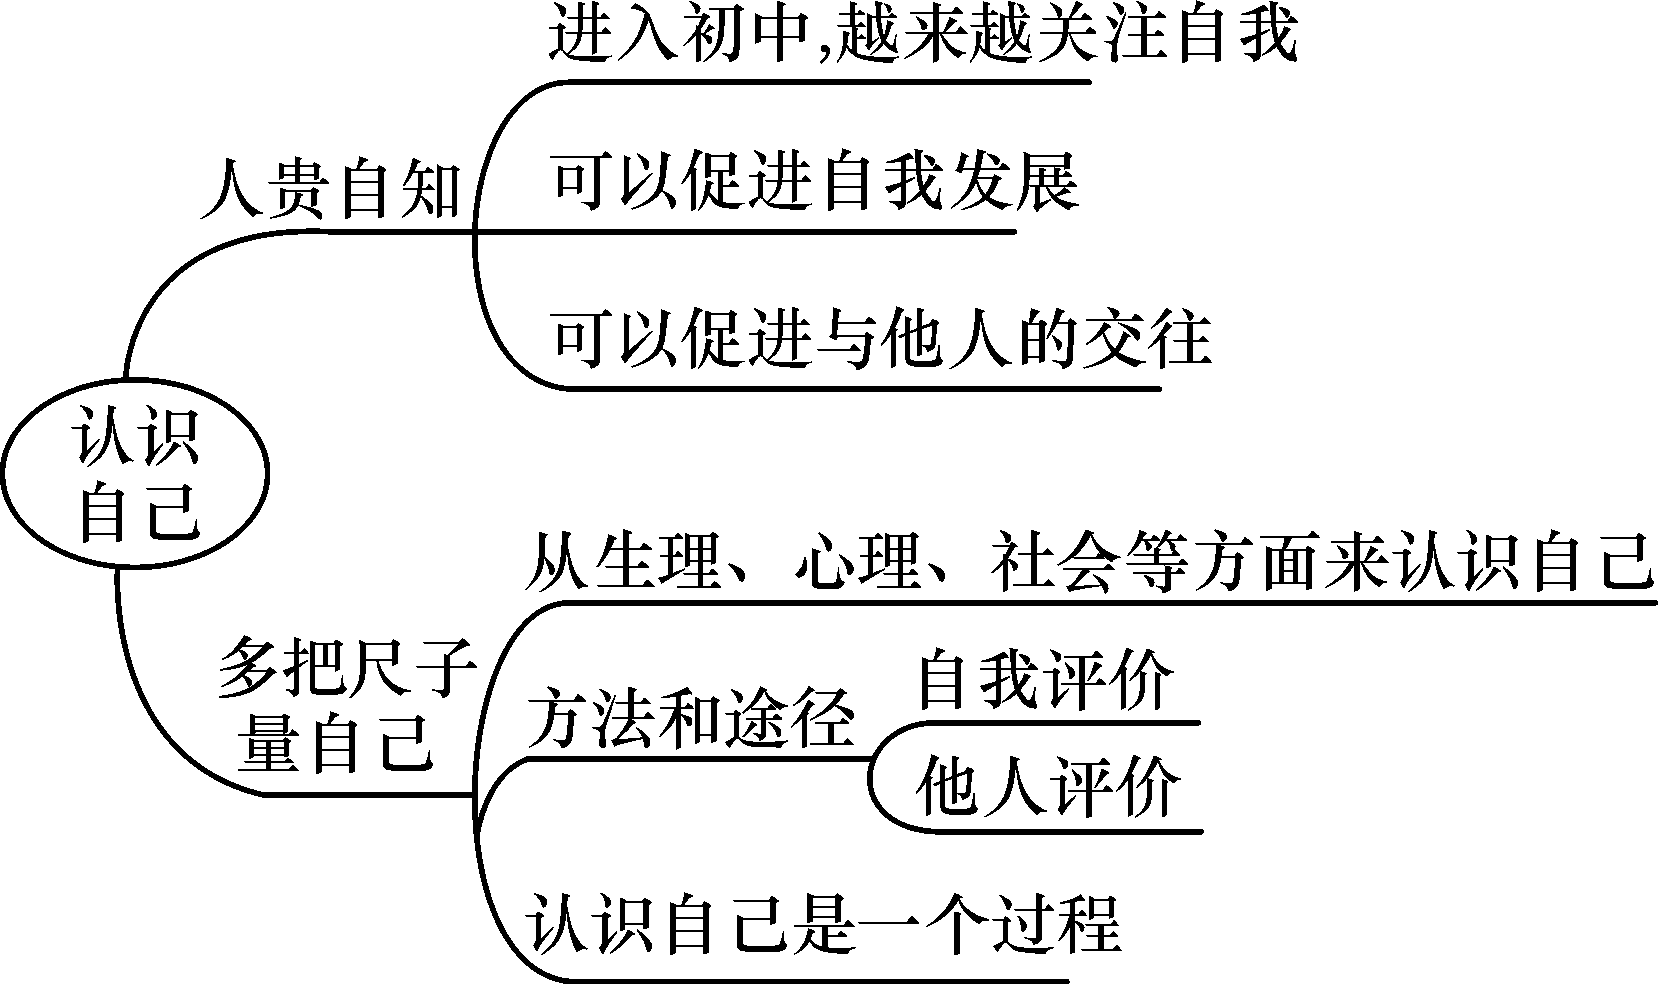 进入初中,越来越关注自我
人贵自知
可以促进自我发展
可以促进与他人的交往
认识
自己
从生理、心理、社会等方面来认识自己
多把尺子
量自己
方法和途径
自我评价
他人评价
认识自己是一个过程